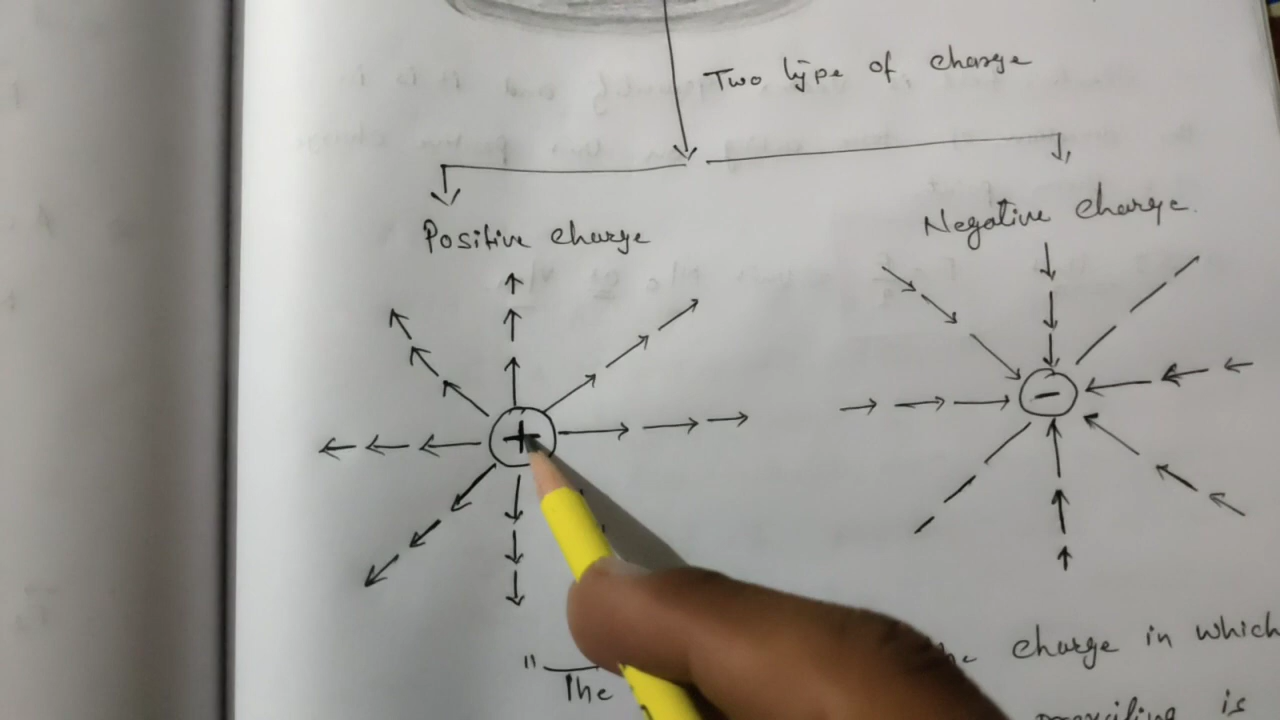 Two type of charge
Positive charge
Negative charge.
+
-
"The
charge in which
is